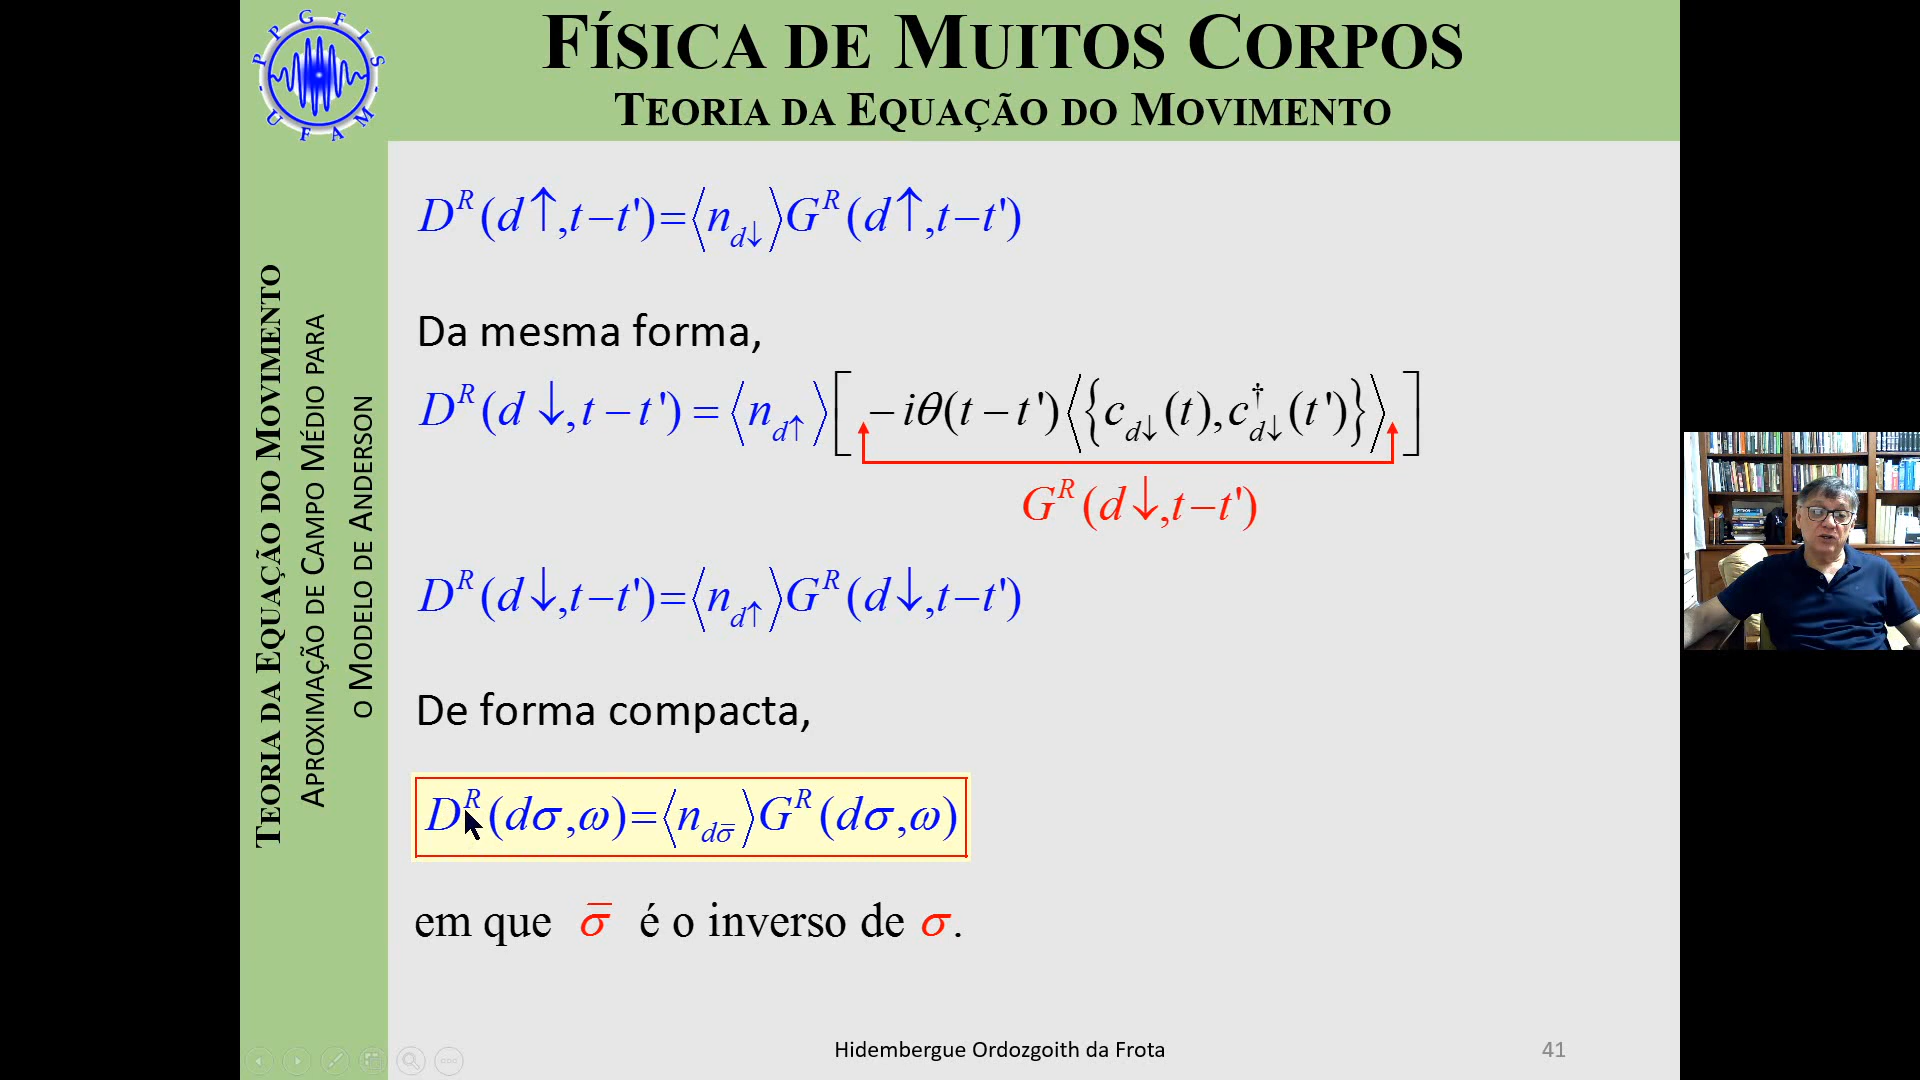 PPGFIS - UFAM -
FÍSICA DE MUITOS CORPOS
TEORIA DA EQUAÇÃO DO MOVIMENTO
TEORIA DA EQUAÇÃO DO MOVIMENTO
APROXIMAÇÃO DE CAMPO MÉDIO PARA
O MODELO DE ANDERSON
D^R(d↑,t−t')=⟨n_{d↓}⟩G^R(d↑,t−t')
Da mesma forma,
D^R(d↓,t−t')=⟨n_{d↑}⟩[−iθ(t−t')⟨{c_{d↓}(t),c^†_{d↓}(t')}⟩]
G^R(d↓,t−t')
D^R(d↓,t−t')=⟨n_{d↑}⟩G^R(d↓,t−t')
De forma compacta,
D^R(dσ,ω)=⟨n_{dσ̄}⟩G^R(dσ,ω)
em que σ̄ é o inverso de σ.
Hidembergue Ordozgoith da Frota
41